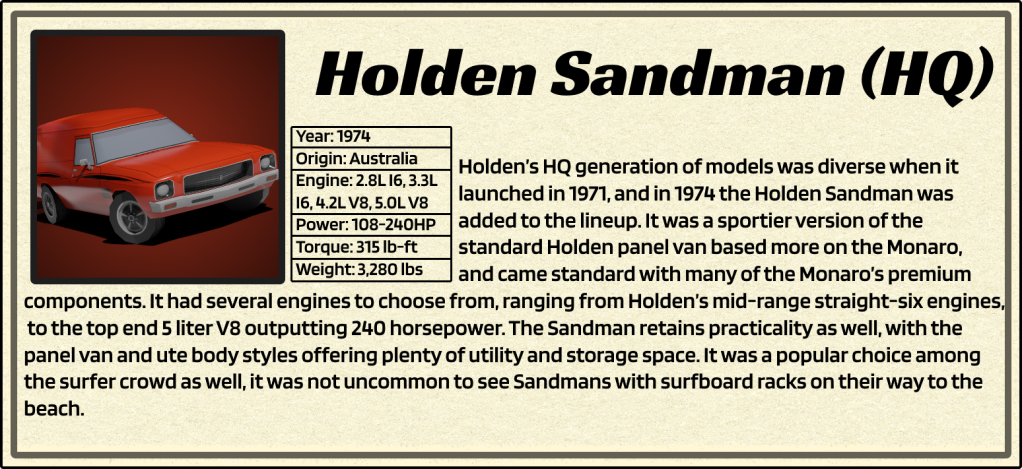 Holden Sandman (HQ)
Year: 1974
Origin: Australia
Engine: 2.8L I6, 3.3L
I6, 4.2L V8, 5.0L V8
Power: 108-240HP
Torque: 315 lb-ft
Weight: 3,280 lbs
Holden's HQ generation of models was diverse when it
launched in 1971, and in 1974 the Holden Sandman was
added to the lineup. It was a sportier version of the
standard Holden panel van based more on the Monaro,
and came standard with many of the Monaro's premium
components. It had several engines to choose from, ranging from Holden's mid-range straight-six engines,
to the top end 5 liter V8 outputting 240 horsepower. The Sandman retains practicality as well, with the
panel van and ute body styles offering plenty of utility and storage space. It was a popular choice among
the surfer crowd as well, it was not uncommon to see Sandmans with surfboard racks on their way to the
beach.